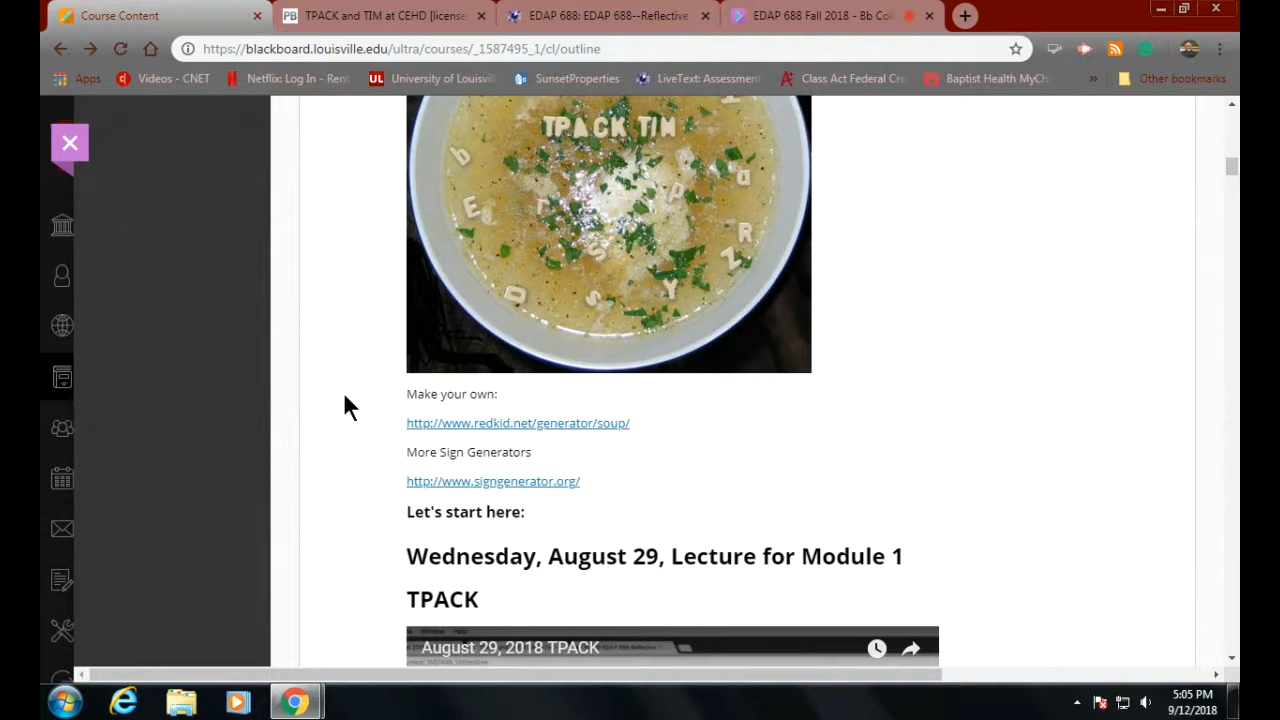 Course Content
TPACK and TIM at CEHD [license
EDAP 688: EDAP 688--Reflective
EDAP 688 Fall 2018 - Bb Coll
https://blackboard.louisville.edu/ultra/courses/_1587495_1/cl/outline
Apps
Videos - CNET
Netflix: Log In - Rent
University of Louisvil
SunsetProperties
LiveText: Assessment
Class Act Federal Cre
Baptist Health MyCh
»
Other bookmarks
TPACK TIM
b
a
E
R
S
Z
D
S
Y
Make your own:
http://www.redkid.net/generator/soup/
More Sign Generators
http://www.signgenerator.org/
Let's start here:
Wednesday, August 29, Lecture for Module 1
TPACK
August 29, 2018 TPACK
5:05 PM
9/12/2018